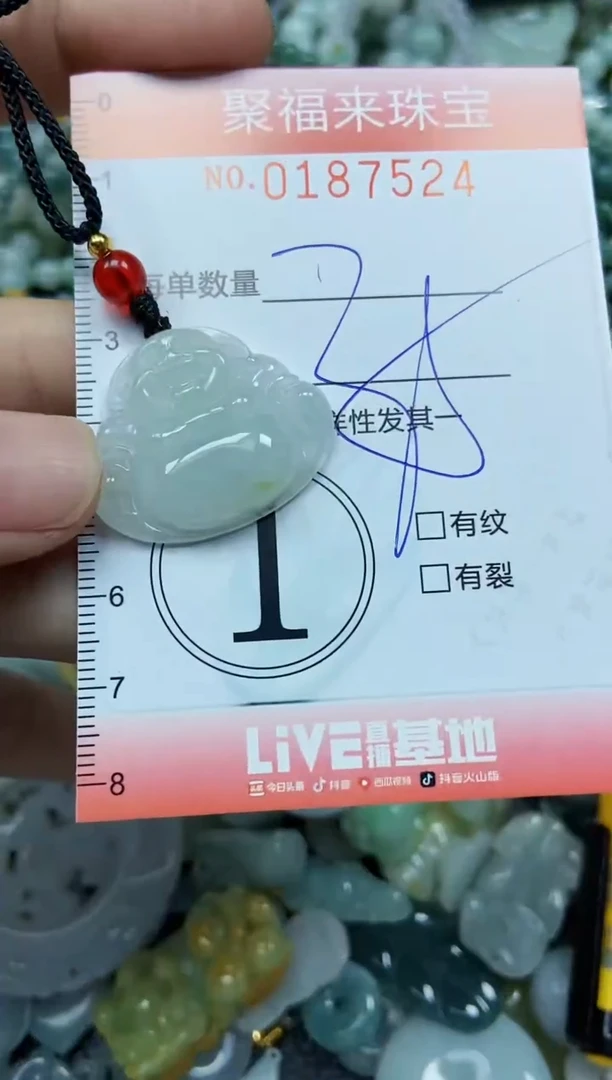 0
聚福来珠宝
1
NO.0187524
每单数量
3
样性发其一
□有纹
□有裂
1
6
7
LiVE直播基地
今日头条 抖音 西瓜视频 抖音火山版
8